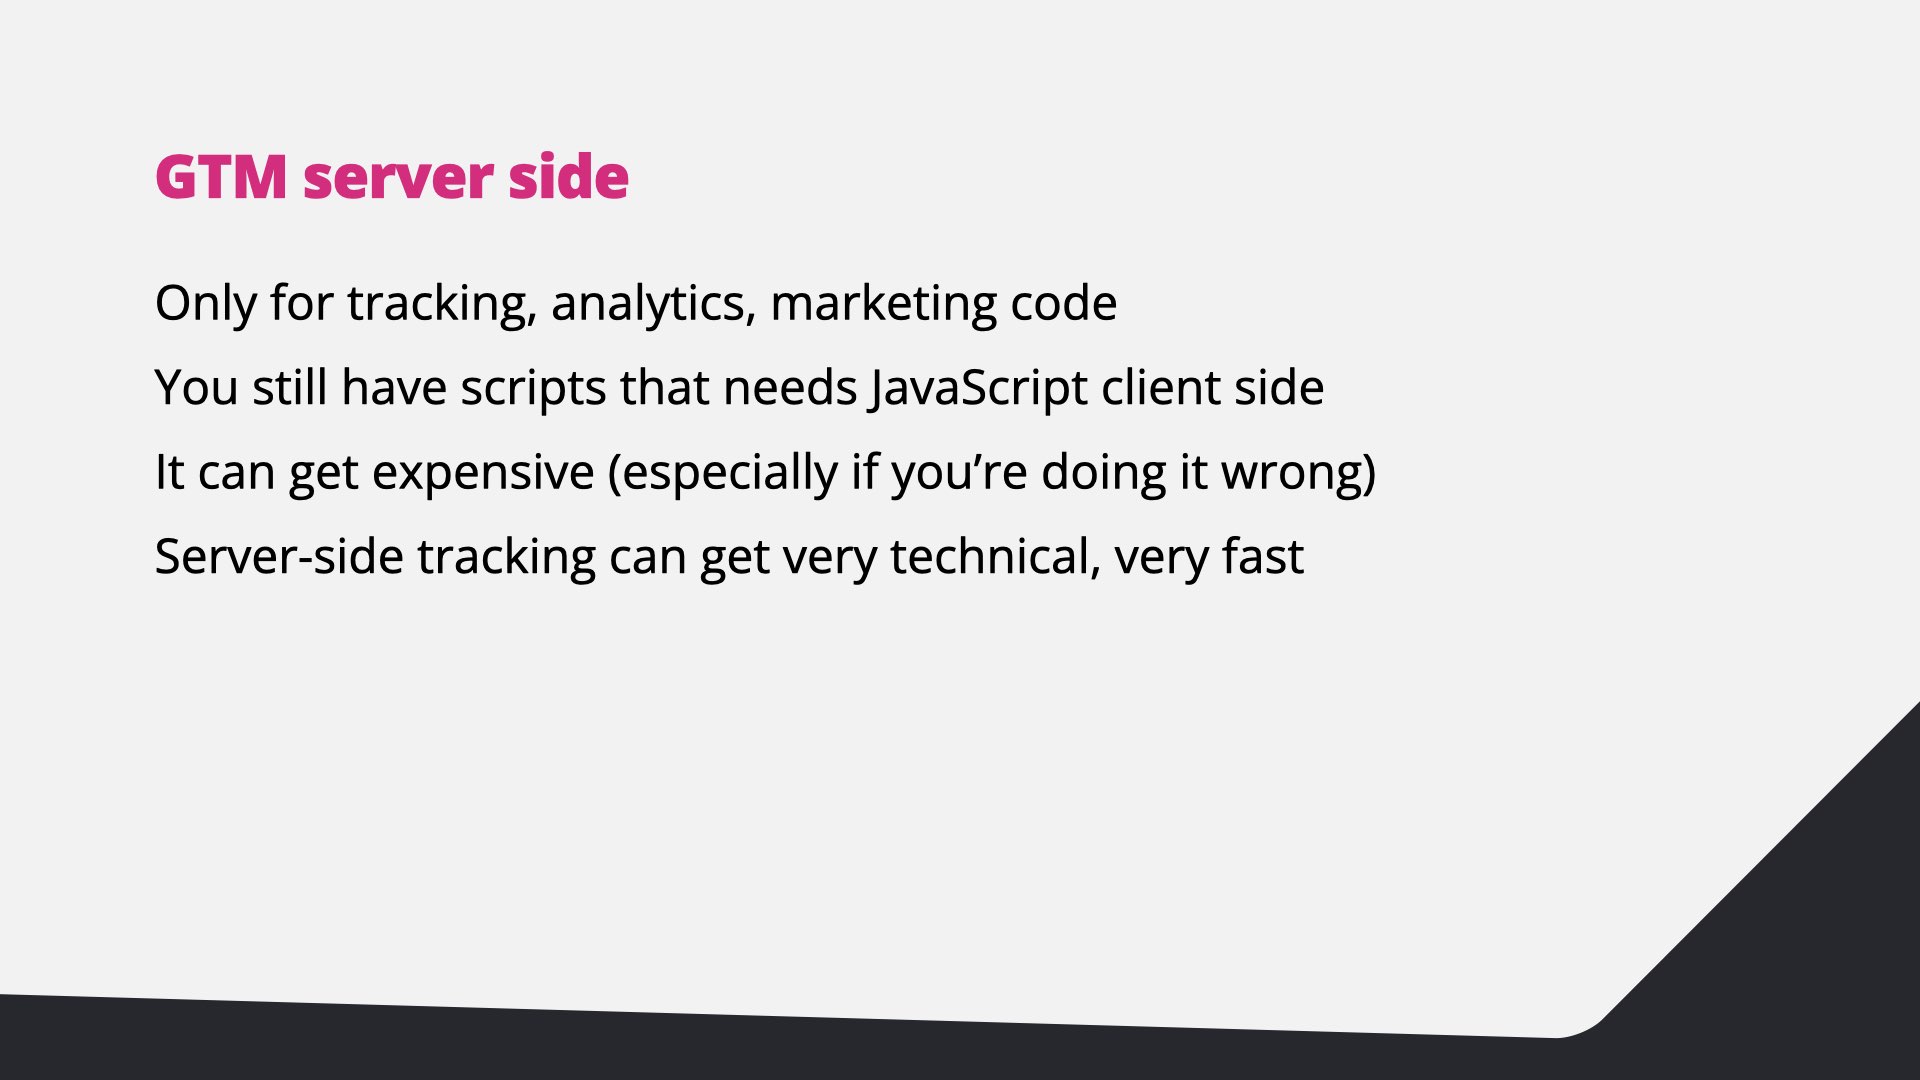 GTM server side
Only for tracking, analytics, marketing code
You still have scripts that needs JavaScript client side
It can get expensive (especially if you’re doing it wrong)
Server-side tracking can get very technical, very fast